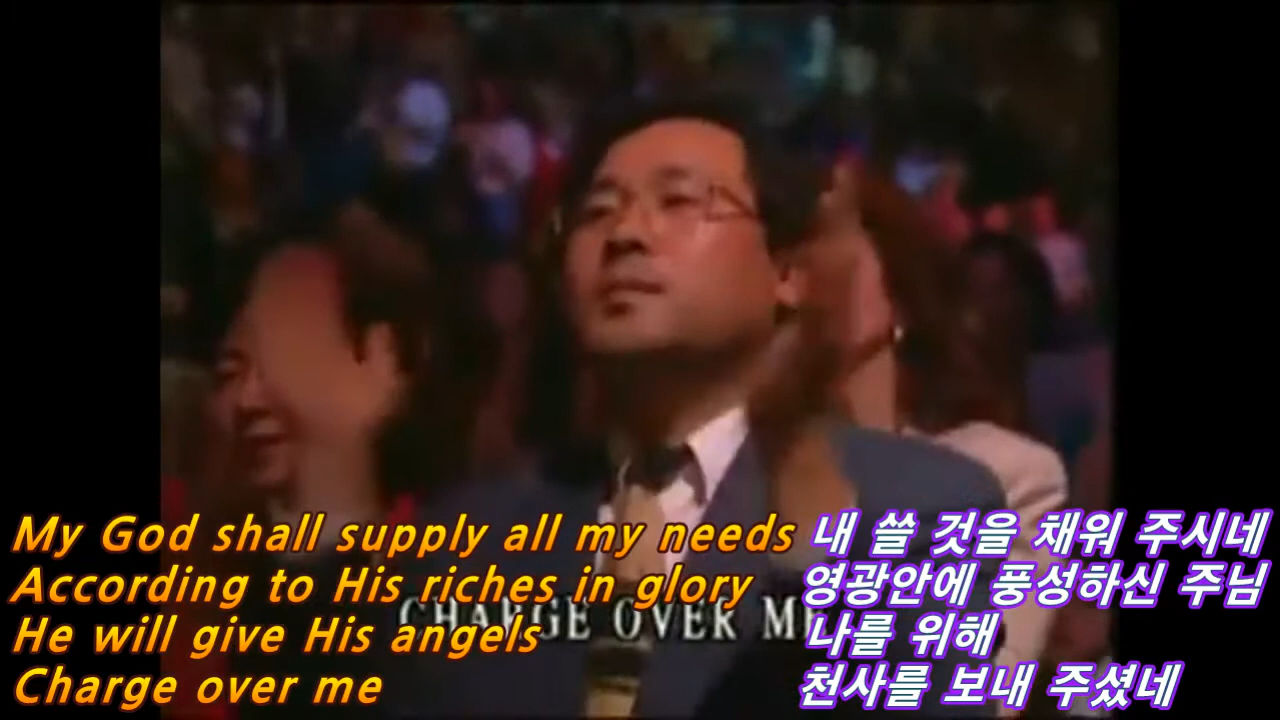 My God shall supply all my needs 내 쓸 것을 채워 주시네
According to His riches in glory 영광안에 풍성하신 주님
He will give His angels 나를 위해
CHARGE OVER ME
Charge over me 천사를 보내 주셨네